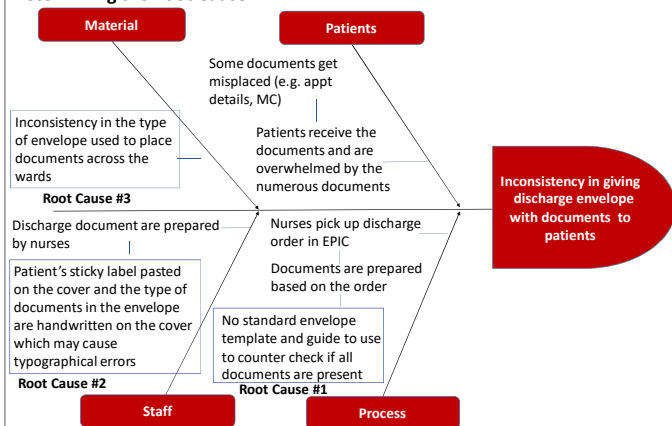 Material
Patients
Some documents get
misplaced (e.g. appt
details, MC)
Inconsistency in the type
of envelope used to place
documents across the
wards
Root Cause #3
Patients receive the
documents and are
overwhelmed by the
numerous documents
Inconsistency in giving
discharge envelope
with documents to
patients
Discharge document are prepared
by nurses
Patient's sticky label pasted
on the cover and the type of
documents in the envelope
are handwritten on the cover
which may cause
typographical errors
Root Cause #2
Nurses pick up discharge
order in EPIC
Documents are prepared
based on the order
No standard envelope
template and guide to use
to counter check if all
documents are present
Root Cause #1
Staff
Process